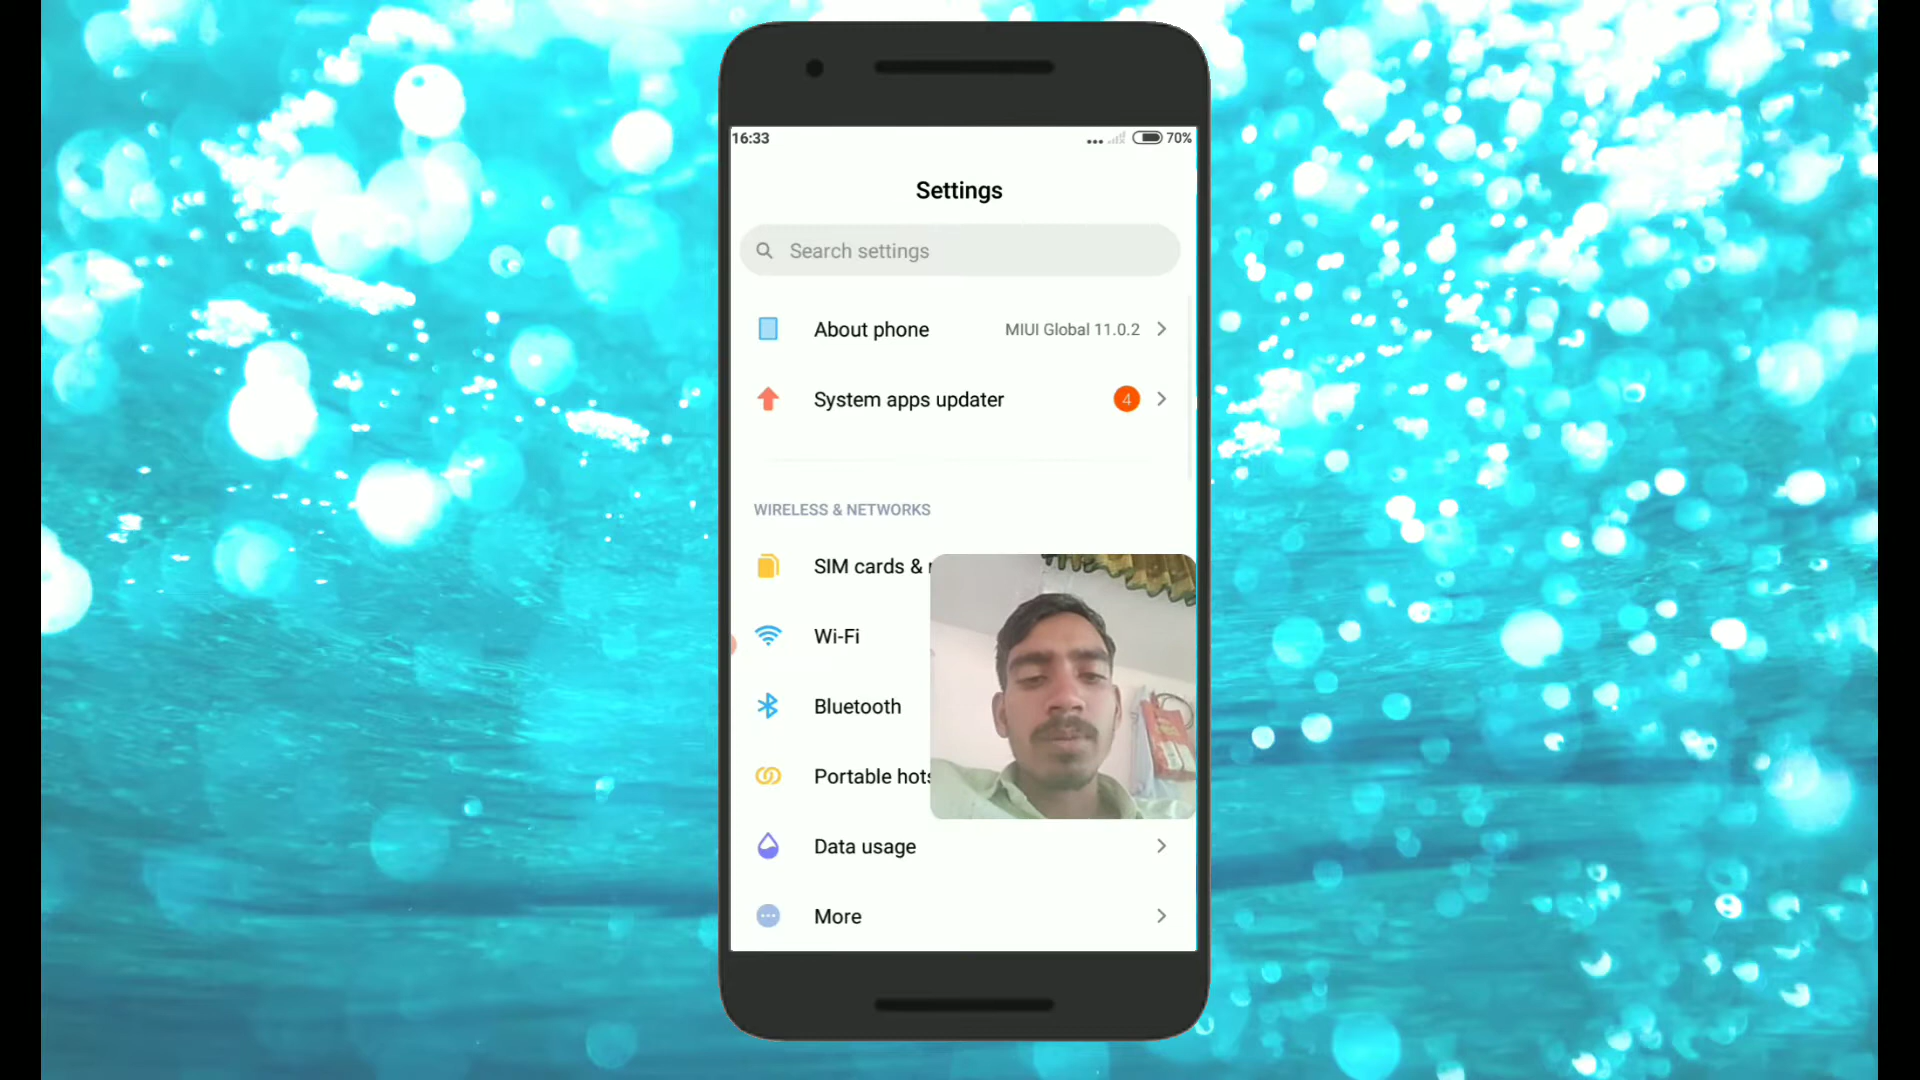 16:33
70%
Settings
Search settings
About phone
MIUI Global 11.0.2
System apps updater
4
WIRELESS & NETWORKS
SIM cards &
Wi-Fi
Bluetooth
Portable hots
Data usage
More